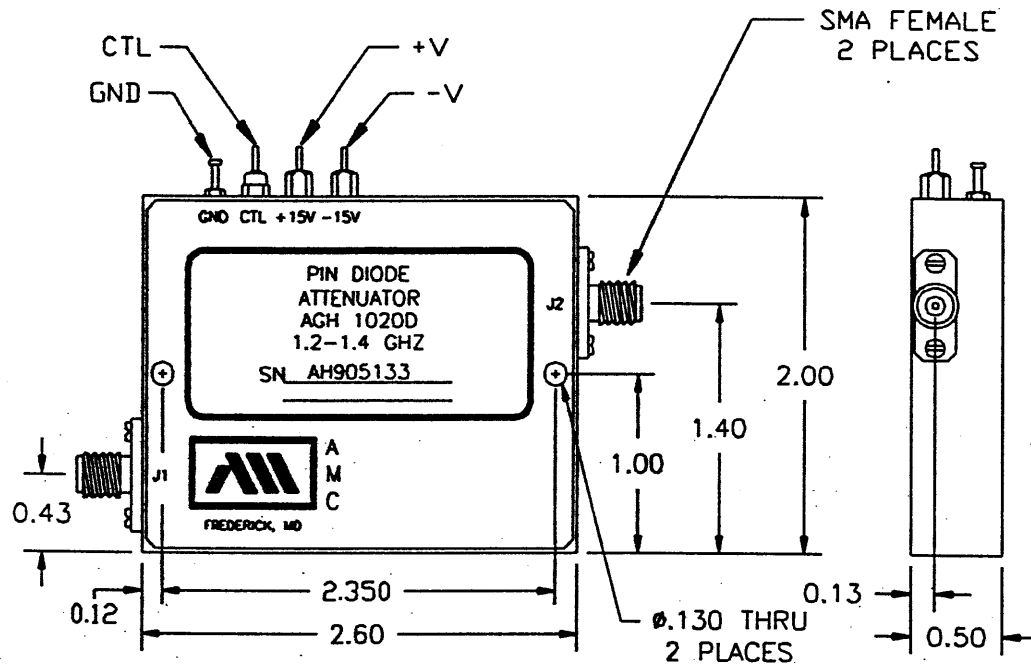 SMA FEMALE
2 PLACES
CTL
+V
GND
-V
GND CTL +15V -15V
PIN DIODE
ATTENUATOR
AGH 1020D
1.2-1.4 GHZ
SN AH905133
J2
J1
A
M
C
FREDERICK, MD
2.00
1.40
1.00
0.43
0.12
2.350
2.60
ø.130 THRU
2 PLACES
0.13
0.50